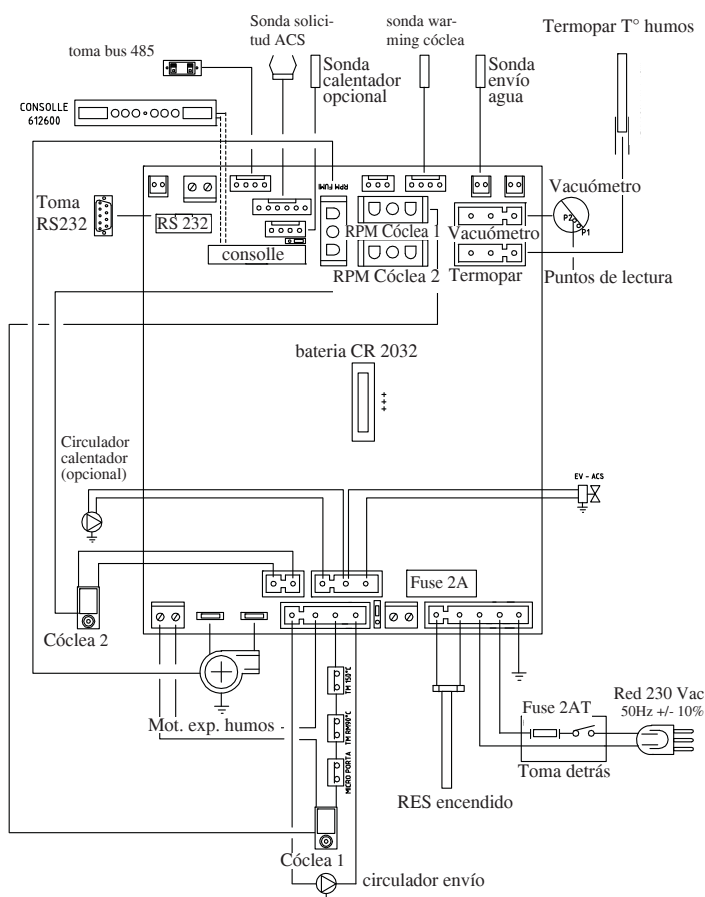 Sonda solici-
tud ACS
sonda war-
ming cóclea
Termopar T° humos
toma bus 485
Sonda
calentador
opcional
Sonda
envío
agua
CONSOLLE
612600
Toma
RS232
RS 232
consolle
RPM FUMI
RPM Cóclea 1
RPM Cóclea 2
Vacuómetro
Termopar
Vacuómetro
P2
P1
Puntos de lectura
bateria CR 2032
+++
Circulador
calentador
(opcional)
EV - ACS
Fuse 2A
Cóclea 2
Mot. exp. humos
TM 150°C
TM RM90°C
MICRO PORTA
Fuse 2AT
Red 230 Vac
50Hz +/- 10%
Toma detrás
RES encendido
Cóclea 1
circulador envío